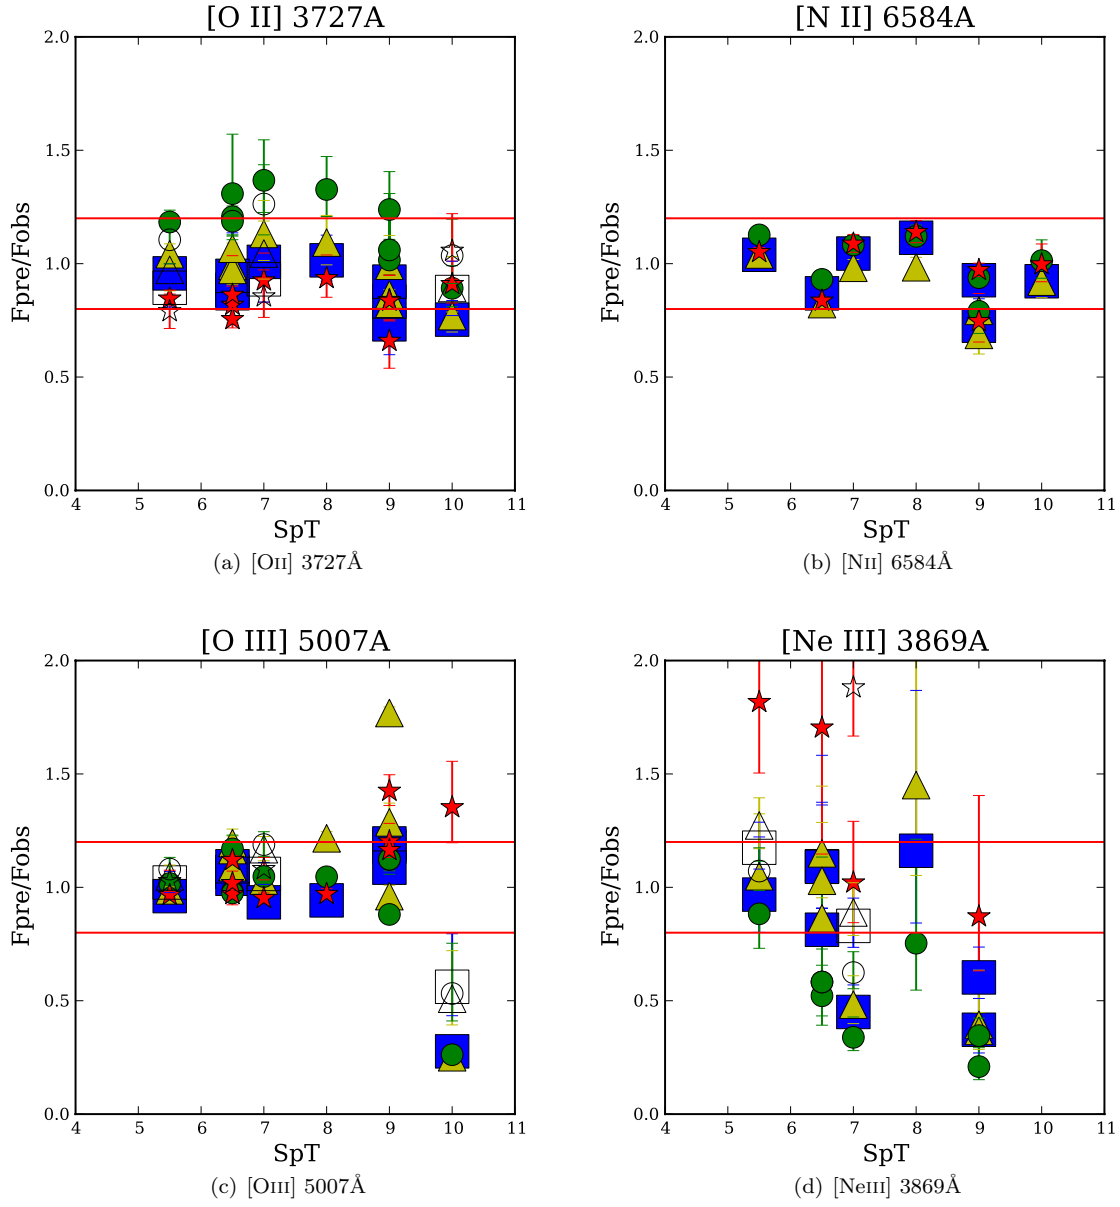 [O II] 3727A
Fpre/Fobs
2.0
1.5
1.0
0.5
0.0
4 5 6 7 8 9 10 11
SpT
(a) [OII] 3727Å
[N II] 6584A
Fpre/Fobs
2.0
1.5
1.0
0.5
0.0
4 5 6 7 8 9 10 11
SpT
(b) [NII] 6584Å
[O III] 5007A
Fpre/Fobs
2.0
1.5
1.0
0.5
0.0
4 5 6 7 8 9 10 11
SpT
(c) [OIII] 5007Å
[Ne III] 3869A
Fpre/Fobs
2.0
1.5
1.0
0.5
0.0
4 5 6 7 8 9 10 11
SpT
(d) [NeIII] 3869Å